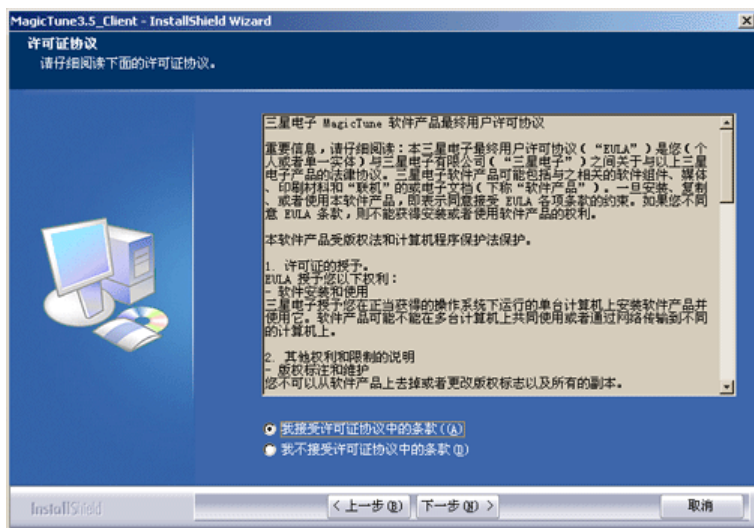 MagicTune3.5_Client - InstallShield Wizard
许可证协议
请仔细阅读下面的许可证协议。
三星电子 MagicTune 软件产品最终用户许可协议
重要信息，请仔细阅读：本三星电子最终用户许可协议（“EULA”）是您（个
人或者单一实体）与三星电子有限公司（“三星电子”）之间关于与以上三星
电子产品的法律协议。三星电子软件产品可能包括与之相关的软件组件、媒体
、印刷材料和“联机”的或电子文档（下称“软件产品”）。一旦安装、复制
、或者使用本软件产品，即表示同意接受 EULA 各项条款的约束。如果您不同
意 EULA 条款，则不能获得安装或者使用软件产品的权利。
本软件产品受版权法和计算机程序保护法保护。
1. 许可证的授予。
EULA 授予您以下权利：
- 软件安装和使用
三星电子授予您在正当获得的操作系统下运行的单台计算机上安装软件产品并
使用它。软件产品可能不能在多台计算机上共同使用或者通过网络传输到不同
的计算机上。
2. 其他权利和限制的说明
- 版权标注和维护
您不可以从软件产品上去掉或者更改版权标志以及所有的副本。
我接受许可证协议中的条款((A)
我不接受许可证协议中的条款(D)
InstallShield
< 上一步(B) 下一步(N) > 取消